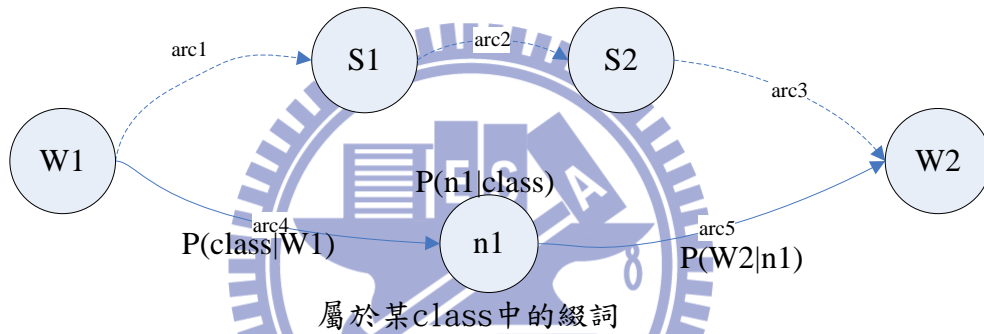 arc1
S1
arc2
S2
arc3
W1
W2
E S A
P(n1|class)
arc4
n1
arc5
P(class|W1)
P(W2|n1)
屬於某class中的綴詞